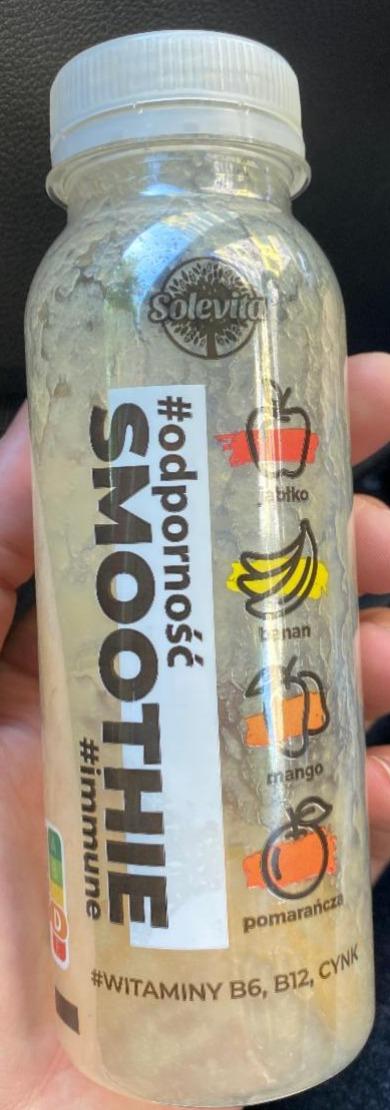 Solevita
#odporność
SMOOTHIE
#immune
jabłko
banan
mango
pomarańcza
D
#WITAMINY B6, B12, CYNK